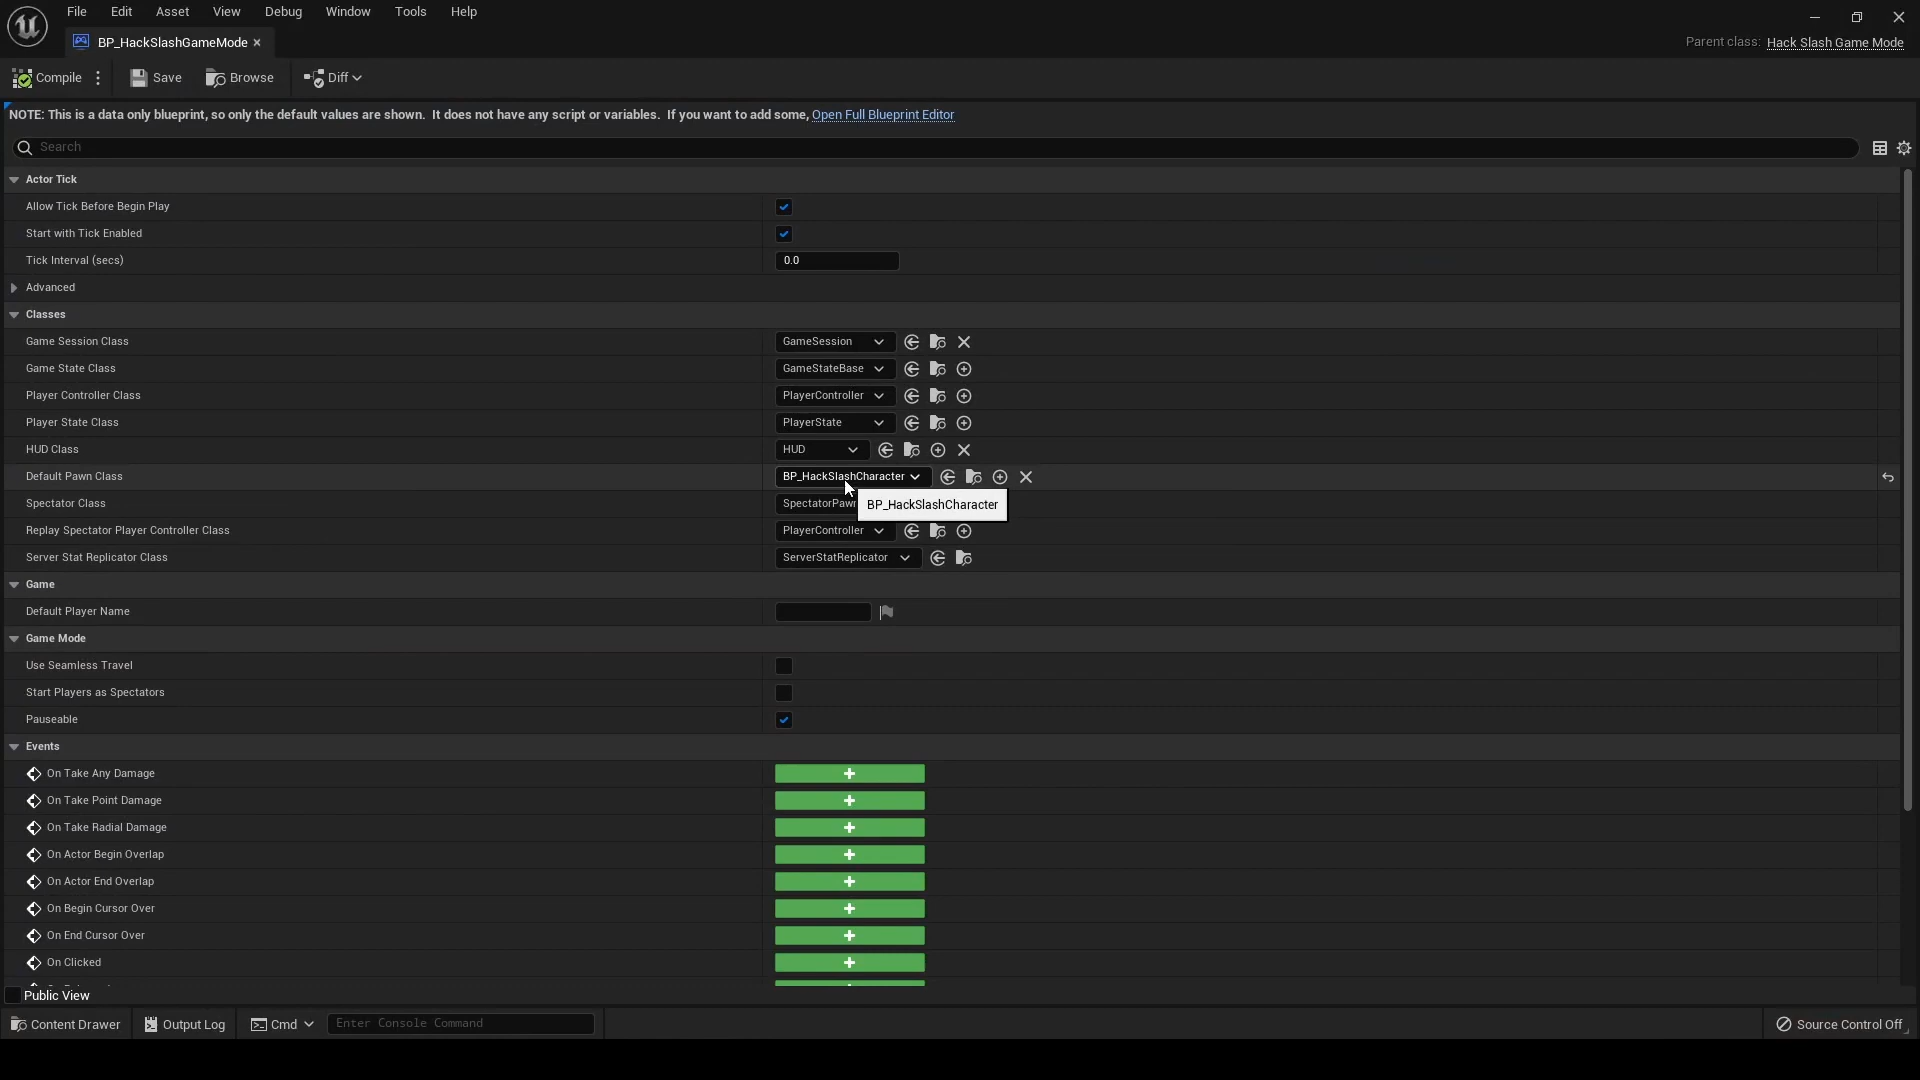 File Edit Asset View Debug Window Tools Help
BP_HackSlashGameMode
Parent class: Hack Slash Game Mode
Compile Save Browse Diff
NOTE: This is a data only blueprint, so only the default values are shown. It does not have any script or variables. If you want to add some, Open Full Blueprint Editor
Search
Actor Tick
Allow Tick Before Begin Play
Start with Tick Enabled
Tick Interval (secs) 0.0
Advanced
Classes
Game Session Class GameSession
Game State Class GameStateBase
Player Controller Class PlayerController
Player State Class PlayerState
HUD Class HUD
Default Pawn Class BP_HackSlashCharacter
Spectator Class SpectatorPawn BP_HackSlashCharacter
Replay Spectator Player Controller Class PlayerController
Server Stat Replicator Class ServerStatReplicator
Game
Default Player Name
Game Mode
Use Seamless Travel
Start Players as Spectators
Pauseable
Events
On Take Any Damage
On Take Point Damage
On Take Radial Damage
On Actor Begin Overlap
On Actor End Overlap
On Begin Cursor Over
On End Cursor Over
On Clicked
Public View
Content Drawer Output Log Cmd Enter Console Command Source Control Off